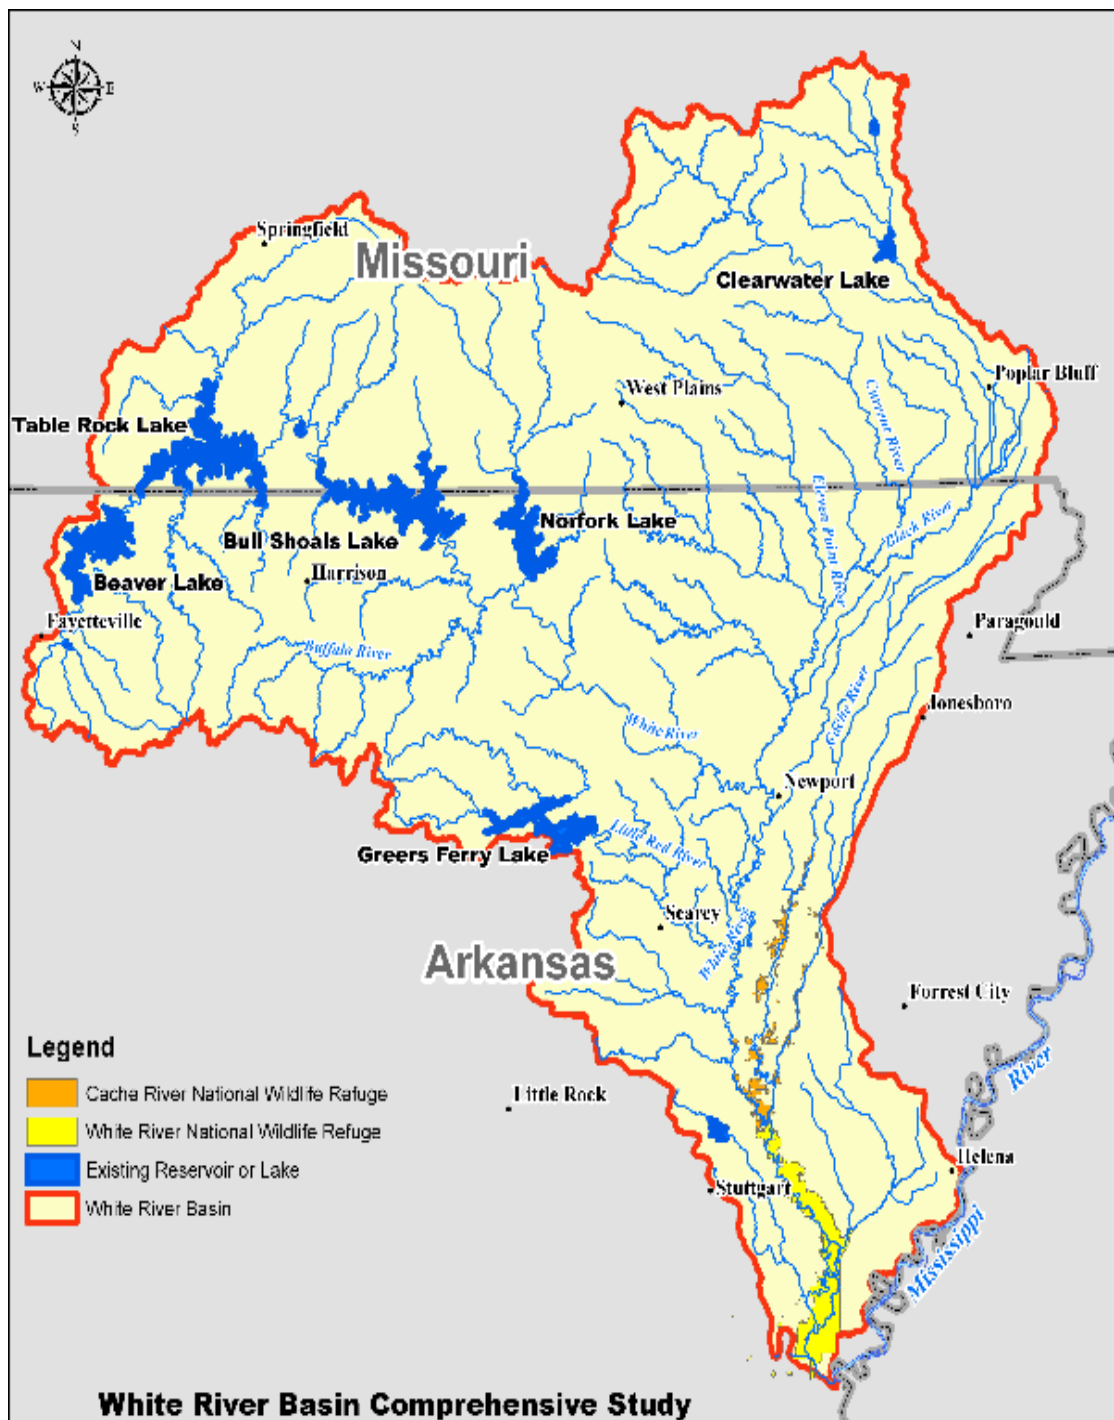 N
W E
S
Springfield
Missouri
Clearwater Lake
Poplar Bluff
West Plains
Current River
Table Rock Lake
Eleven Point River
Norfork Lake
Black River
Bull Shoals Lake
Harrison
Beaver Lake
Fayetteville
Paragould
Buffalo River
Cache River
Jonesboro
White River
Newport
Little Red River
Greers Ferry Lake
Searcy
White River
Arkansas
Forrest City
Legend
Cache River National Wildlife Refuge
White River National Wildlife Refuge
Existing Reservoir or Lake
White River Basin
Little Rock
River
Helena
Stuttgart
Mississippi
White River Basin Comprehensive Study